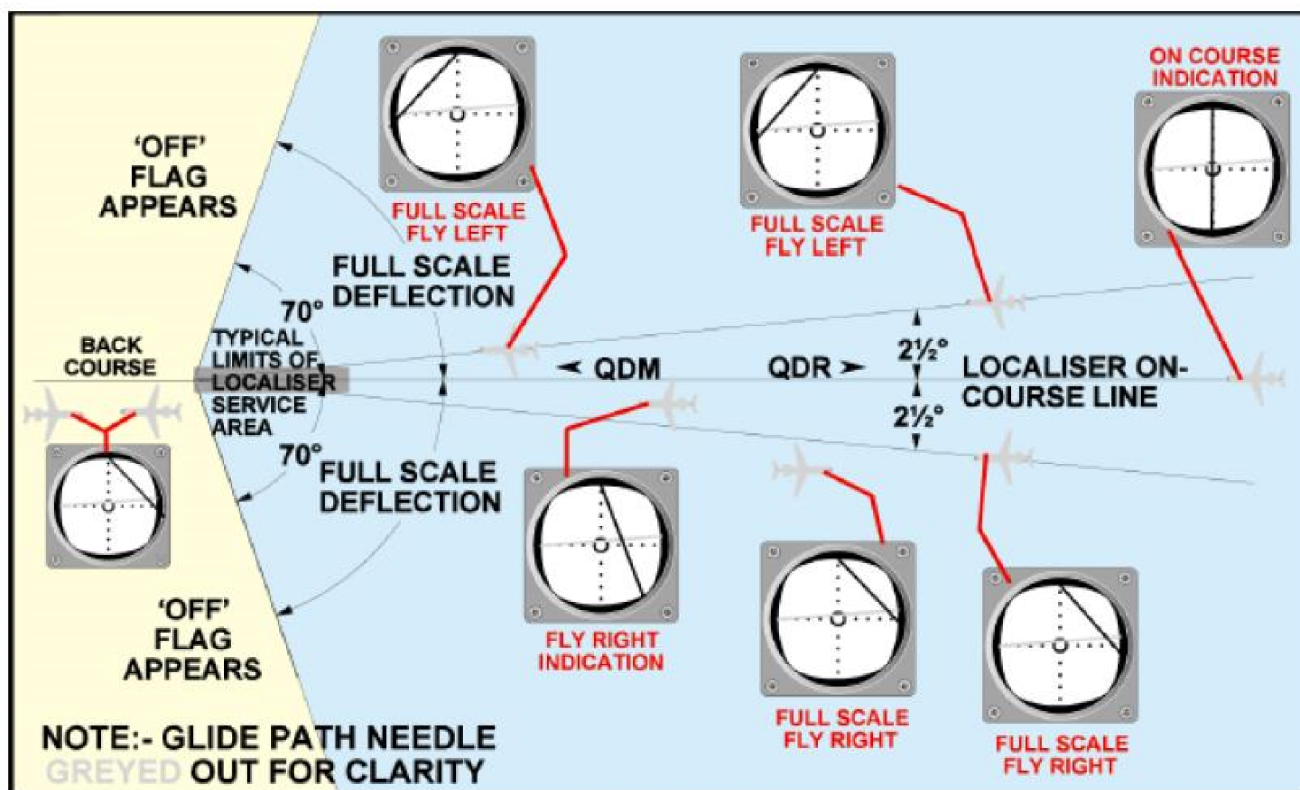 'OFF'
FLAG
APPEARS
FULL SCALE
FLY LEFT
FULL SCALE
FLY LEFT
ON COURSE
INDICATION
FULL SCALE
DEFLECTION
70°
TYPICAL
LIMITS OF
LOCALISER
SERVICE
AREA
BACK
COURSE
QDM
QDR
2½°
2½°
LOCALISER ON-
COURSE LINE
70°
FULL SCALE
DEFLECTION
'OFF'
FLAG
APPEARS
FLY RIGHT
INDICATION
FULL SCALE
FLY RIGHT
FULL SCALE
FLY RIGHT
NOTE:- GLIDE PATH NEEDLE
GREYED OUT FOR CLARITY